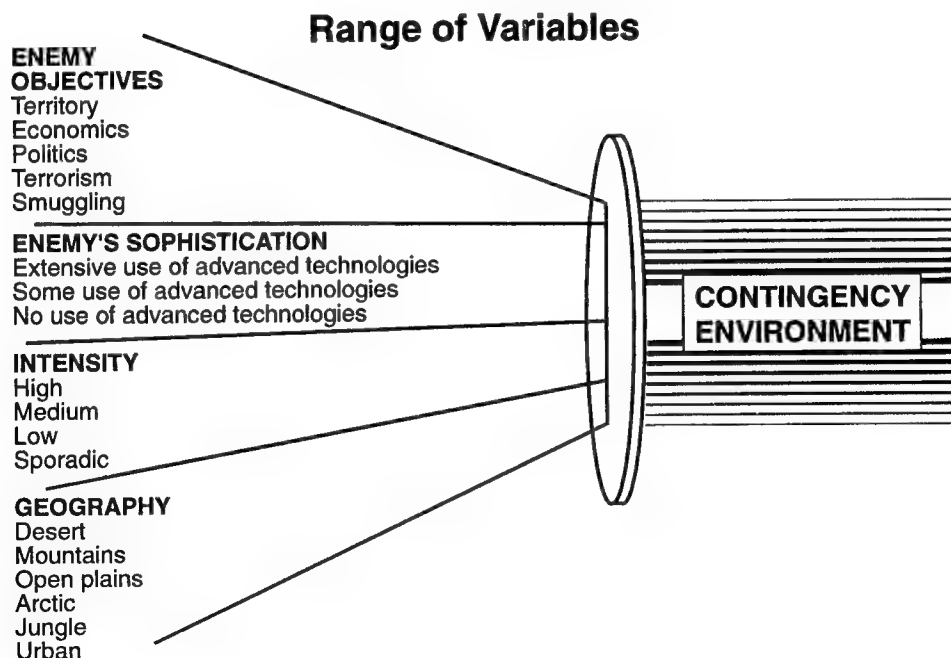 Range of Variables
ENEMY
OBJECTIVES
Territory
Economics
Politics
Terrorism
Smuggling
ENEMY'S SOPHISTICATION
Extensive use of advanced technologies
Some use of advanced technologies
No use of advanced technologies
INTENSITY
High
Medium
Low
Sporadic
GEOGRAPHY
Desert
Mountains
Open plains
Arctic
Jungle
Urban
CONTINGENCY
ENVIRONMENT